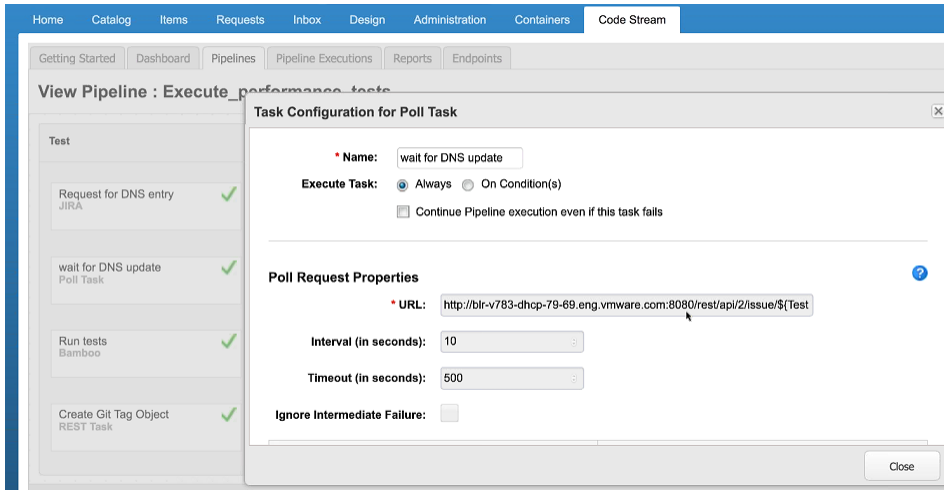 Home Catalog Items Requests Inbox Design Administration Containers Code Stream
Getting Started Dashboard Pipelines Pipeline Executions Reports Endpoints
View Pipeline : Execute_performance_tests
Task Configuration for Poll Task
Test
* Name: wait for DNS update
Execute Task: Always On Condition(s)
Continue Pipeline execution even if this task fails
Request for DNS entry
JIRA
wait for DNS update
Poll Task
Poll Request Properties
?
* URL: http://blr-v783-dhcp-79-69.eng.vmware.com:8080/rest/api/2/issue/${Test
Run tests
Bamboo
Interval (in seconds): 10
Timeout (in seconds): 500
Create Git Tag Object
REST Task
Ignore Intermediate Failure:
Close